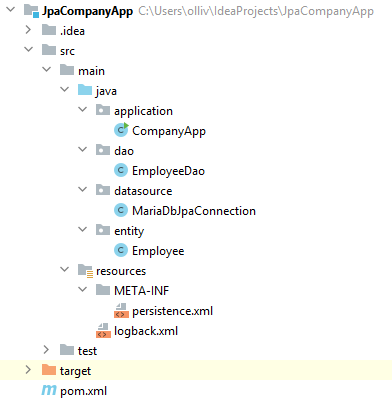 JpaCompanyApp C:\Users\olliv\IdeaProjects\JpaCompanyApp
.idea
src
main
java
application
CompanyApp
dao
EmployeeDao
datasource
MariaDbJpaConnection
entity
Employee
resources
META-INF
persistence.xml
logback.xml
test
target
pom.xml